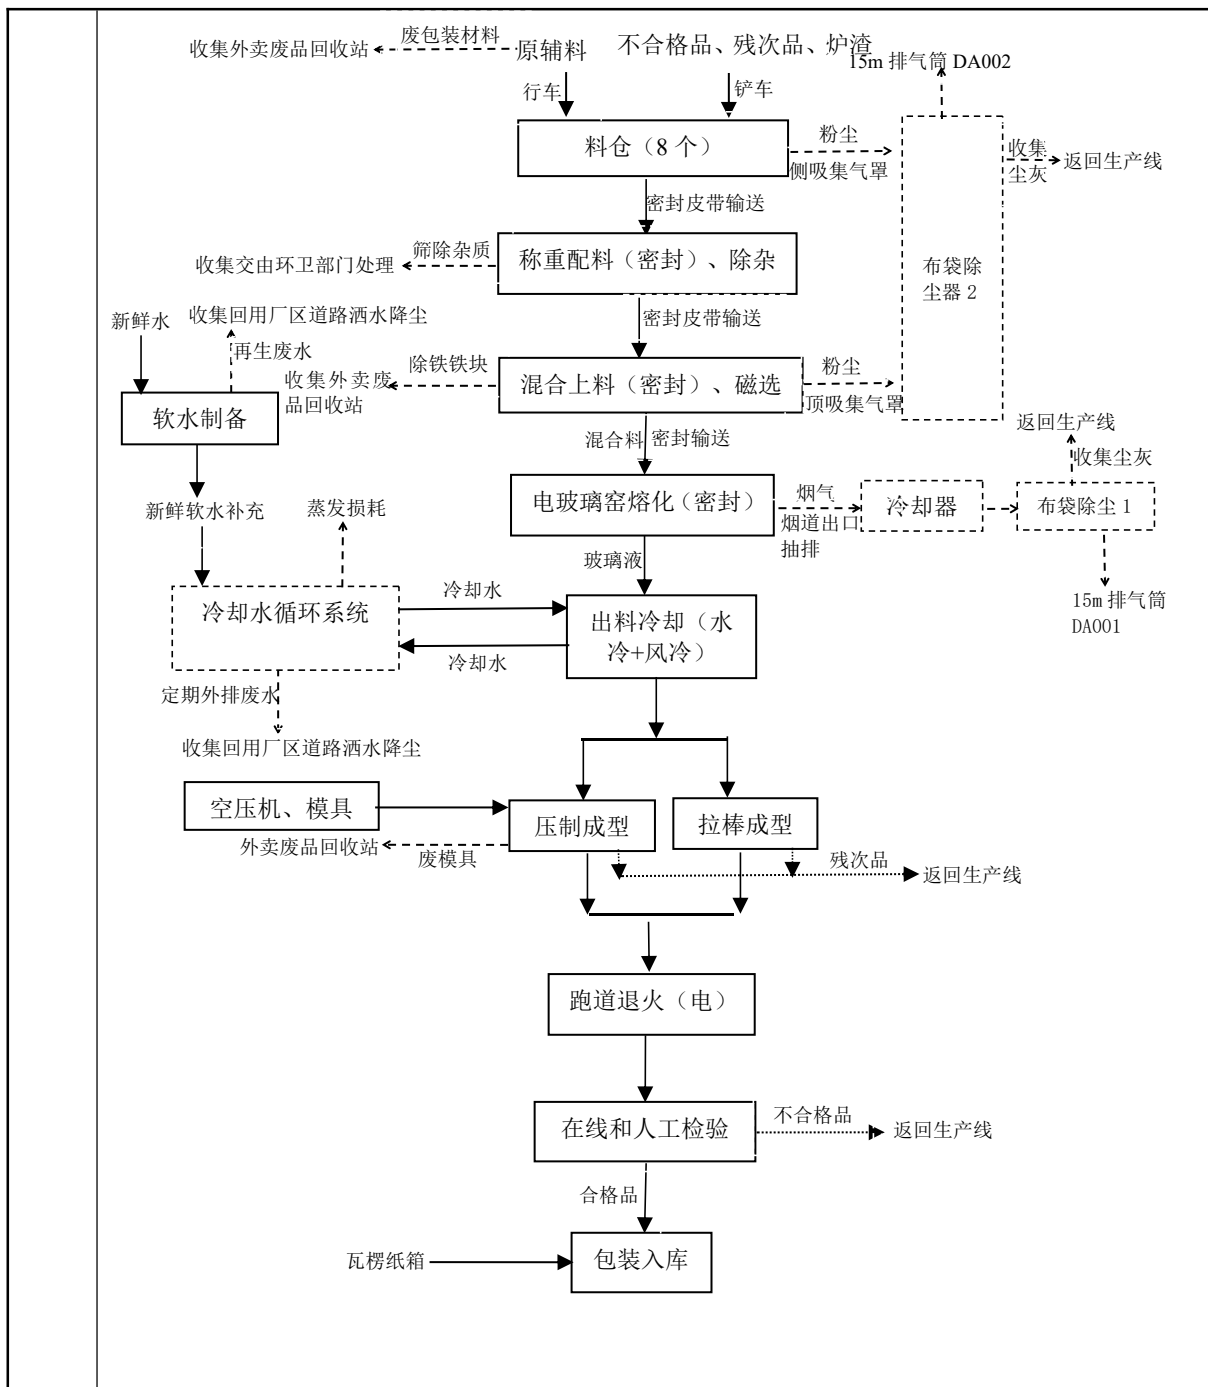 废包装材料
收集外卖废品回收站
原辅料
不合格品、残次品、炉渣
15m 排气筒 DA002
行车
铲车
料仓（8 个）
粉尘
侧吸集气罩
收集
尘灰
返回生产线
密封皮带输送
筛除杂质
收集交由环卫部门处理
称重配料（密封）、除杂
布袋除
尘器 2
新鲜水
收集回用厂区道路洒水降尘
再生废水
密封皮带输送
除铁铁块
收集外卖废
品回收站
混合上料（密封）、磁选
粉尘
顶吸集气罩
软水制备
返回生产线
收集尘灰
混合料
密封输送
新鲜软水补充
蒸发损耗
电玻璃窑熔化（密封）
烟气
烟道出口
抽排
冷却器
布袋除尘 1
玻璃液
冷却水循环系统
冷却水
冷却水
出料冷却（水
冷+风冷）
15m 排气筒
DA001
定期外排废水
收集回用厂区道路洒水降尘
空压机、模具
压制成型
拉棒成型
外卖废品回收站
废模具
残次品
返回生产线
跑道退火（电）
在线和人工检验
不合格品
返回生产线
合格品
瓦楞纸箱
包装入库